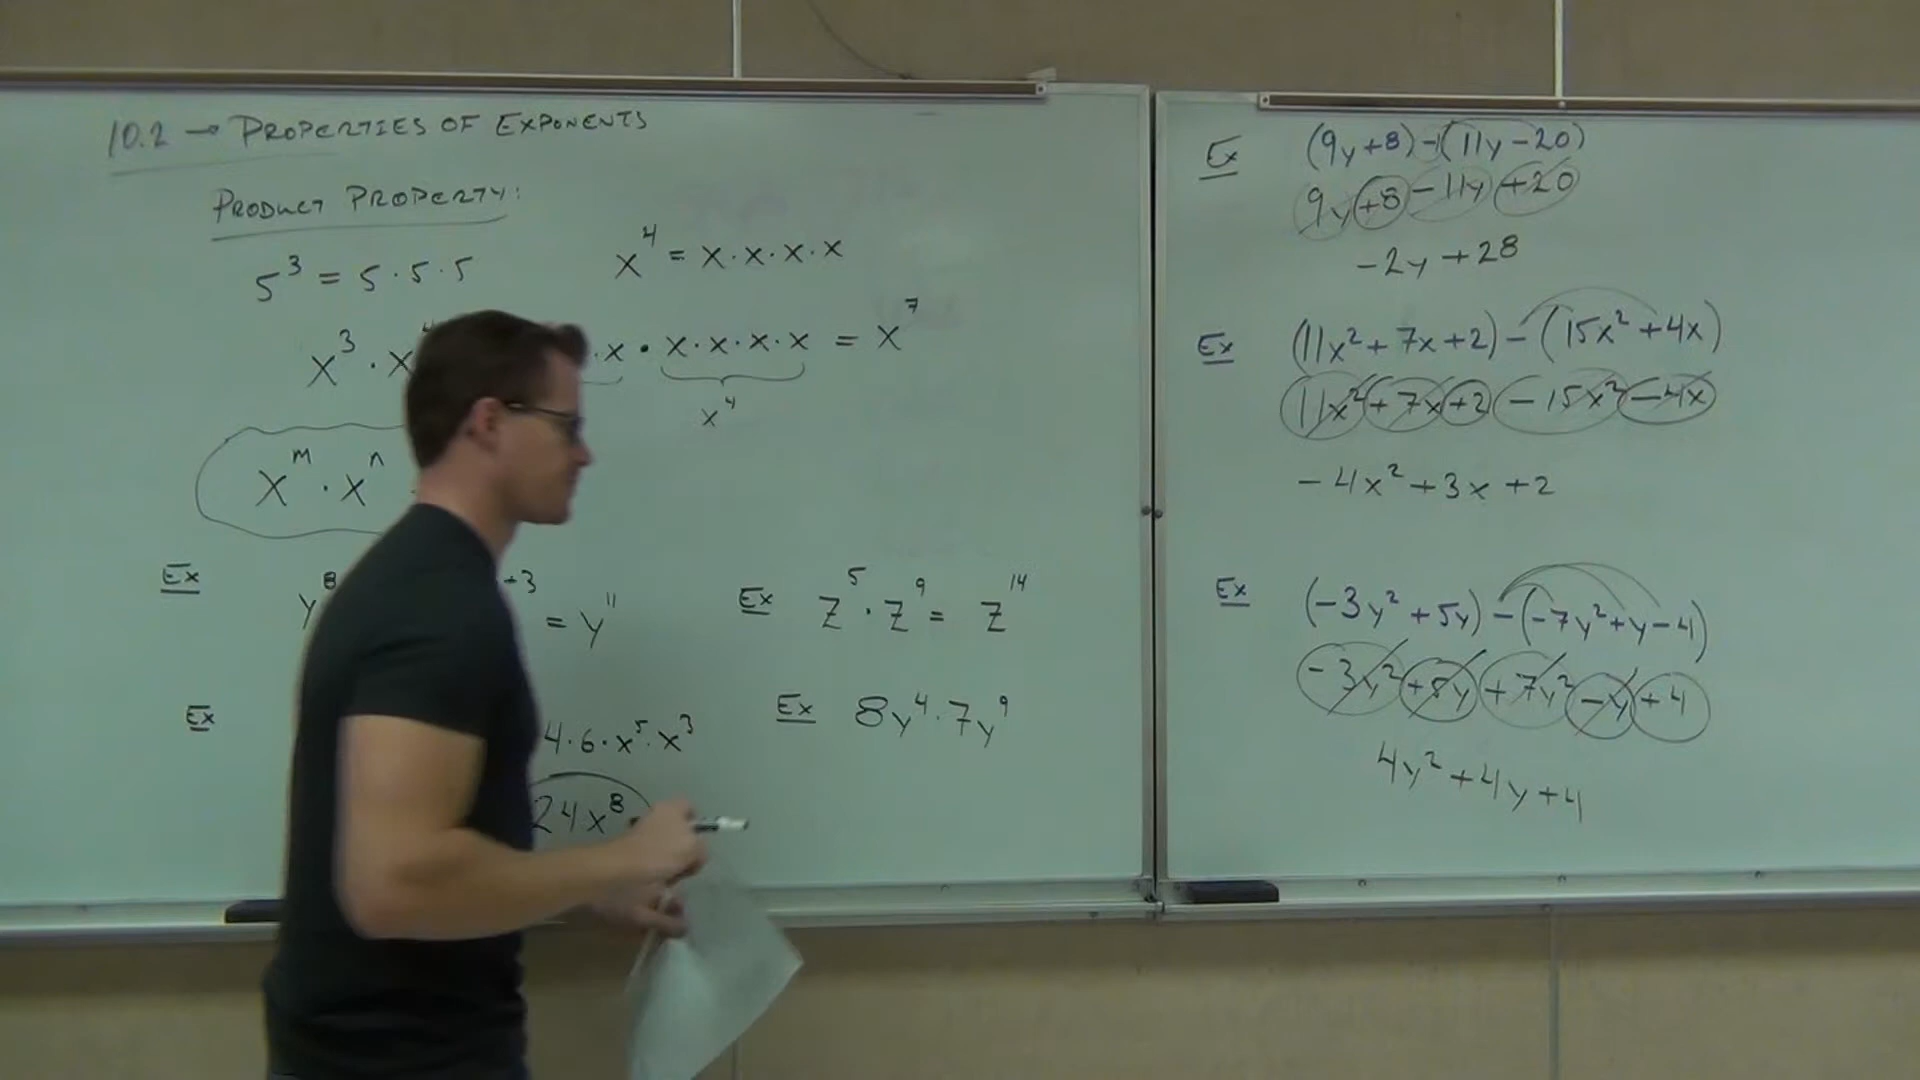 10.2 → PROPERTIES OF EXPONENTS
PRODUCT PROPERTY:
5³ = 5·5·5
x⁴ = x·x·x·x
x³ · x ·x · x·x·x·x = x⁷
x⁴
xᵐ · xⁿ
Ex y⁸ +3 = y¹¹
Ex z⁵ · z⁹ = z¹⁴
Ex 4·6·x⁵·x³
24x⁸
Ex 8y⁴·7y⁹
Ex (9y+8)-1(11y-20)
9y+8-11y+20
-2y+28
Ex (11x²+7x+2)-(15x²+4x)
11x²+7x+2-15x²-4x
-4x²+3x+2
Ex (-3y²+5y)-(-7y²+y-4)
-3y²+5y+7y²-y+4
4y²+4y+4